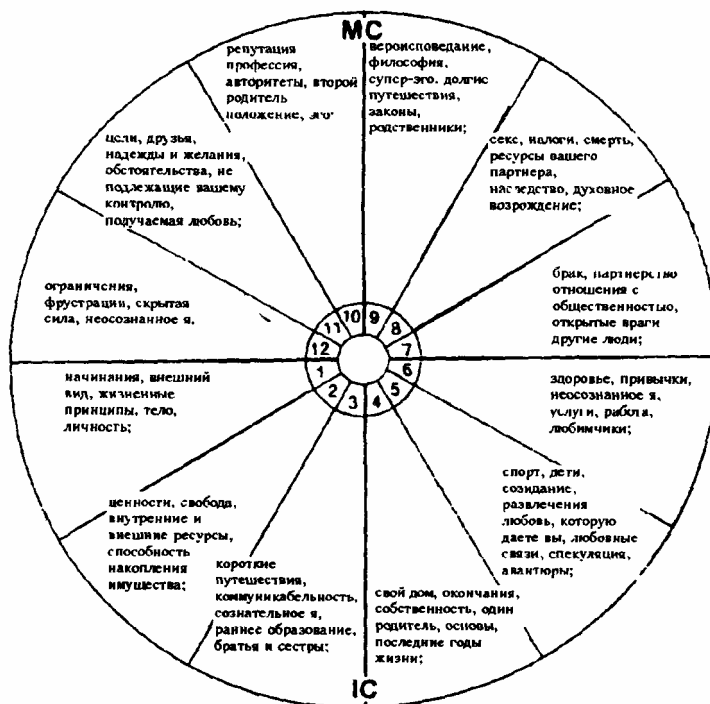 MC
репутация
профессия,
авторитеты, второй
родитель
положение, эго·
вероисповедание,
философия,
супер-эго. долгис
путешествия,
законы,
родственники;
цели, друзья,
надежды и желания,
обстоятельства, не
подлежащие вашему
контролю,
получаемая любовь;
секс, налоги, смерть,
ресурсы вашего
партнера,
наследство, духовное
возрождение;
ограничения,
фрустрации, скрытая
сила, неосознанное я.
брак, партнерство
отношения с
общественностью,
открытые враги
другие люди;
10 9
11 8
12 7
1 6
2 5
3 4
начинания, внешний
вид, жизненные
принципы, тело,
личность;
здоровье, привычки,
неосознанное я,
услуги, работа,
любимчики;
ценности, свобода,
внутренние и
внешние ресурсы,
способность
накопления
имущества;
спорт, дети,
созидание,
развлечения
любовь, которую
даете вы, любовные
связи, спекуляция,
авантюры;
короткие
путешествия,
коммуникабельность,
сознательное я,
раннее образование,
братья и сестры;
свой дом, окончания,
собственность, один
родитель, основы,
последние годы
жизни;
IC